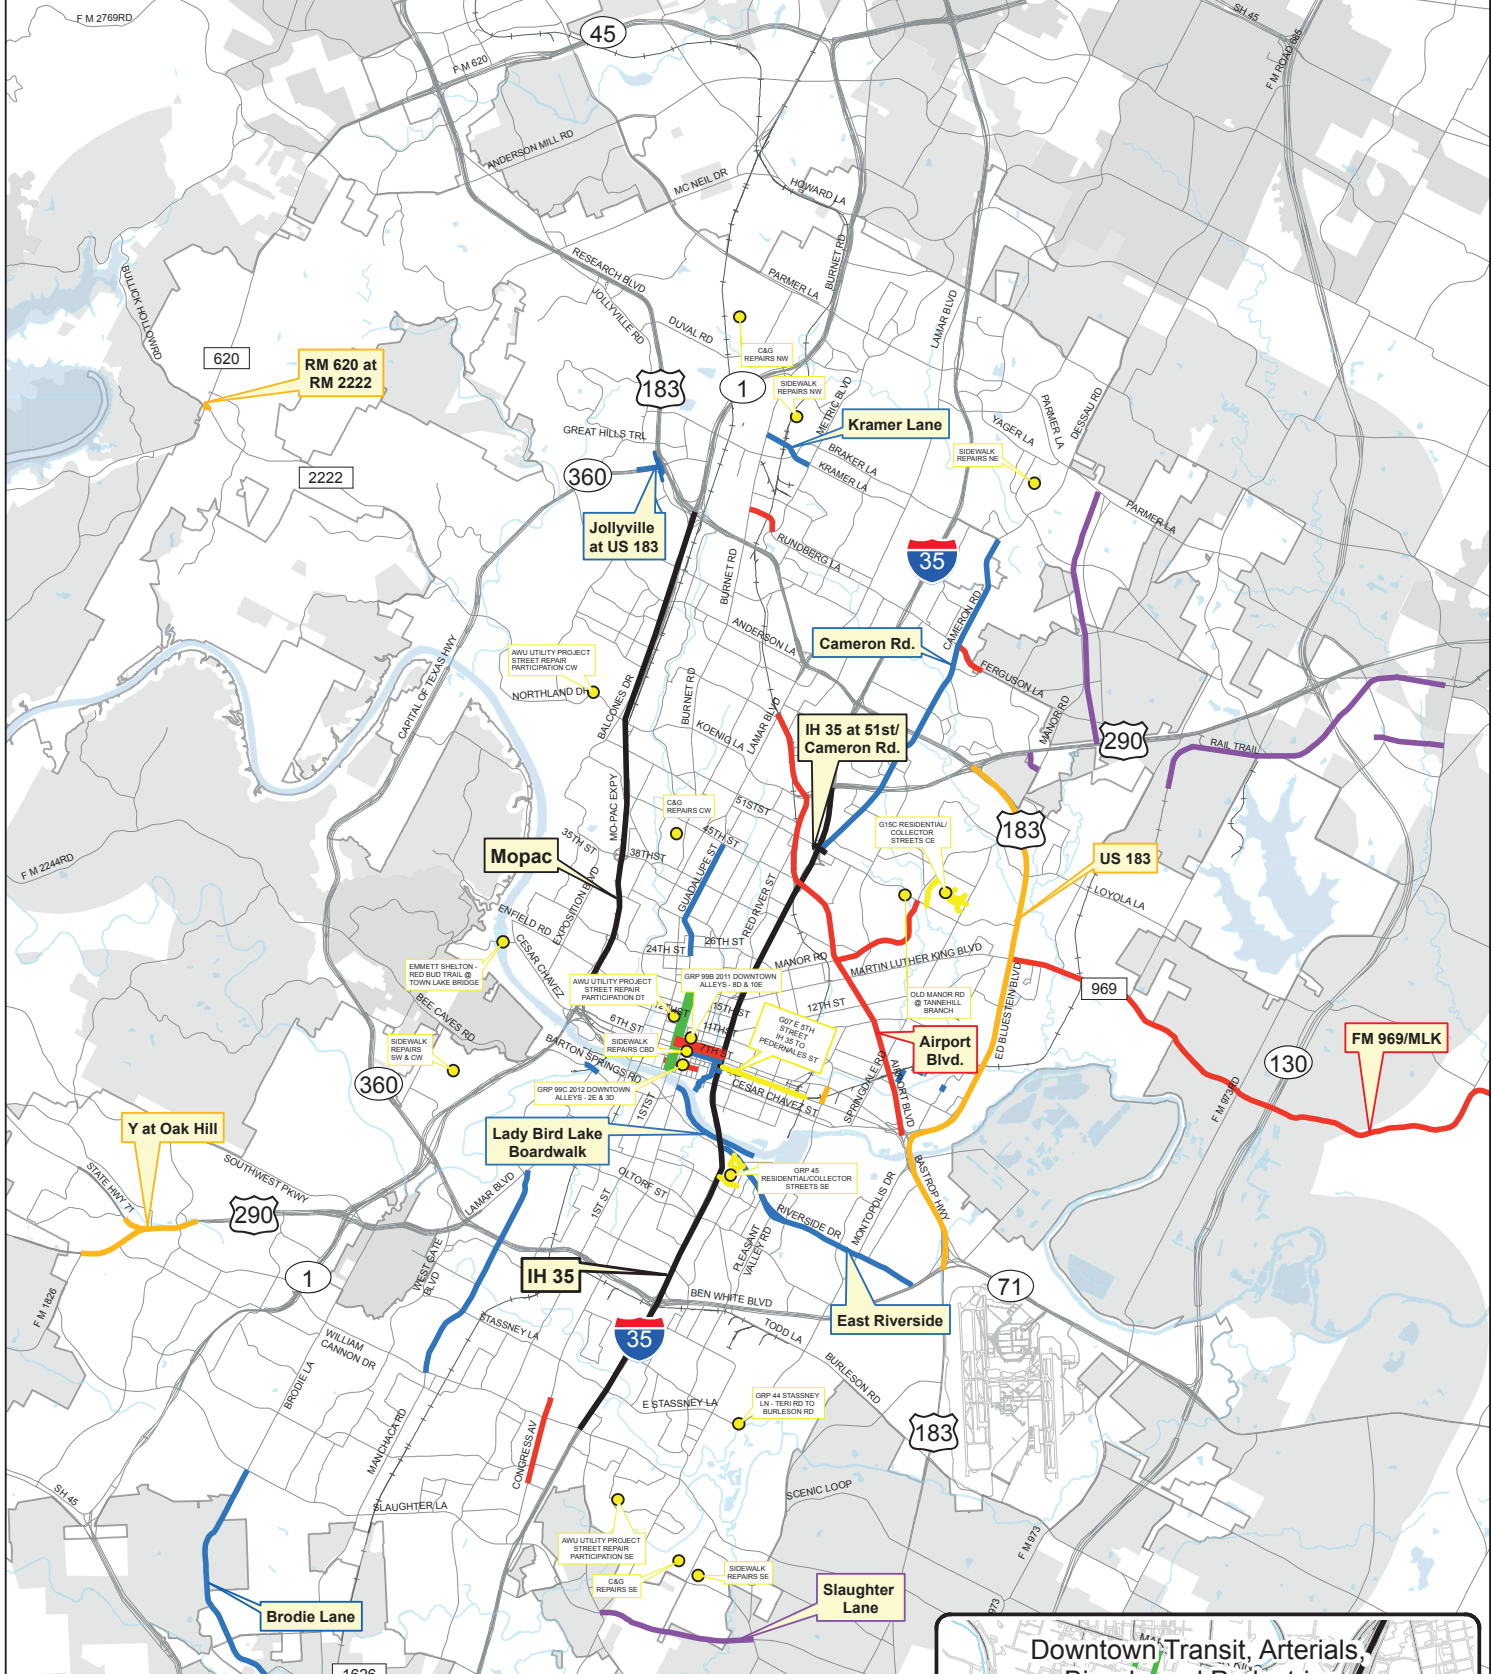 F M 2769RD
45
SH 45
F M 620
F M ROAD 685
ANDERSON MILL RD
MC NEIL DR
HOWARD LA
BULLICK HOLLOWRD
RESEARCH BLVD
JOLLYVILLE RD
BURNET RD
PARMER LA
DUVAL RD
LAMAR BLVD
C&G
REPAIRS NW
620
RM 620 at
RM 2222
183
1
SIDEWALK
REPAIRS NW
METRIC BLVD
Kramer Lane
PARMER LA
DESSAU RD
YAGER LA
GREAT HILLS TRL
BRAKER LA
KRAMER LA
SIDEWALK
REPAIRS NE
2222
360
Jollyville
at US 183
PARMER LA
RUNDBERG LA
35
BURNET RD
CAMERON RD
ANDERSON LA
Cameron Rd.
CAPITAL OF TEXAS HWY
AWU UTILITY PROJECT
STREET REPAIR
PARTICIPATION CW
NORTHLAND DR
BALCONES DR
BURNET RD
FERGUSON LA
LAMAR BLVD
KOENIG LA
IH 35 at 51st/
Cameron Rd.
MANOR RD
290
RAIL TRAIL
MO-PAC EXPY
C&G
REPAIRS CW
51STST
45TH ST
G15C RESIDENTIAL/
COLLECTOR
STREETS CE
183
35TH ST
38THST
Mopac
US 183
F M 2244RD
GUADALUPE ST
EXPOSITION BLVD
RED RIVER ST
LOYOLA LA
ENFIELD RD
CESAR CHAVEZ
24TH ST
26TH ST
MANOR RD
MARTIN LUTHER KING BLVD
EMMETT SHELTON -
RED BUD TRAIL @
TOWN LAKE BRIDGE
AWU UTILITY PROJECT
STREET REPAIR
PARTICIPATION DT
GRP 99B 2011 DOWNTOWN
ALLEYS - 8D & 10E
969
BEE CAVES RD
15TH ST
12TH ST
OLD MANOR RD
@ TANNEHILL
BRANCH
ED BLUESTEIN BLVD
6TH ST
11THST
G07 E 5TH
STREET
IH 35 TO
PEDERNALES ST
SIDEWALK
REPAIRS
SW & CW
SIDEWALK
REPAIRS CBD
7TH ST
Airport
Blvd.
FM 969/MLK
BARTON SPRINGS RD
130
360
GRP 99C 2012 DOWNTOWN
ALLEYS - 2E & 3D
CESAR CHAVEZ ST
SPRINGDALE RD
AIRPORT BLVD
F M 973RD
1STST
Y at Oak Hill
Lady Bird Lake
Boardwalk
STATE HWY 71
SOUTHWEST PKWY
LAMAR BLVD
OLTORF ST
GRP 45
RESIDENTIAL/COLLECTOR
STREETS SE
BASTROP HWY
MONTOPOLIS DR
290
1ST ST
RIVERSIDE DR
PLEASANT
VALLEY RD
WEST GATE
BLVD
1
IH 35
71
F M 1826
BEN WHITE BLVD
East Riverside
STASSNEY LA
35
TODD LA
WILLIAM
CANNON DR
BRODIE LA
BURLESON RD
E STASSNEY LA
GRP 44 STASSNEY
LN - TERI RD TO
BURLESON RD
MANCHACA RD
CONGRESS AV
183
SH 45
SLAUGHTER LA
SCENIC LOOP
AWU UTILITY PROJECT
STREET REPAIR
PARTICIPATION SE
F M 973
C&G
REPAIRS SE
SIDEWALK
REPAIRS SE
Slaughter
Lane
Brodie Lane
973
Downtown Transit, Arterials,
1626